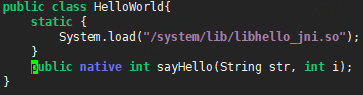 public class HelloWorld{
    static {
        System.load("/system/lib/libhello_jni.so");
    }
    public native int sayHello(String str, int i);
}